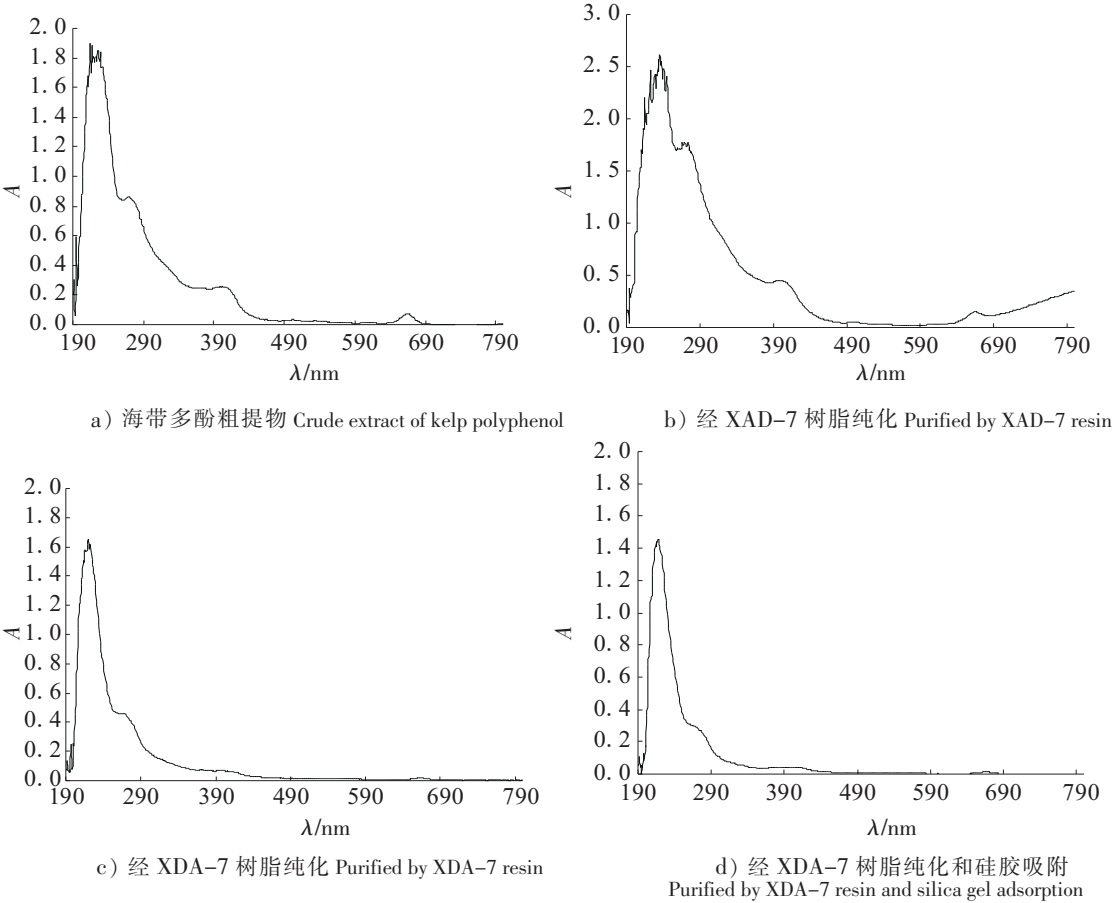 2.0
1.8
1.6
1.4
1.2
1.0
0.8
0.6
0.4
0.2
0.0
A
190 290 390 490 590 690 790
λ/nm
a) 海带多酚粗提物 Crude extract of kelp polyphenol
3.0
2.5
2.0
1.5
1.0
0.5
0.0
A
190 290 390 490 590 690 790
λ/nm
b) 经 XAD-7 树脂纯化 Purified by XAD-7 resin
2.0
1.8
1.6
1.4
1.2
1.0
0.8
0.6
0.4
0.2
0.0
A
190 290 390 490 590 690 790
λ/nm
c) 经 XDA-7 树脂纯化 Purified by XDA-7 resin
2.0
1.8
1.6
1.4
1.2
1.0
0.8
0.6
0.4
0.2
0.0
A
190 290 390 490 590 690 790
λ/nm
d) 经 XDA-7 树脂纯化和硅胶吸附
Purified by XDA-7 resin and silica gel adsorption